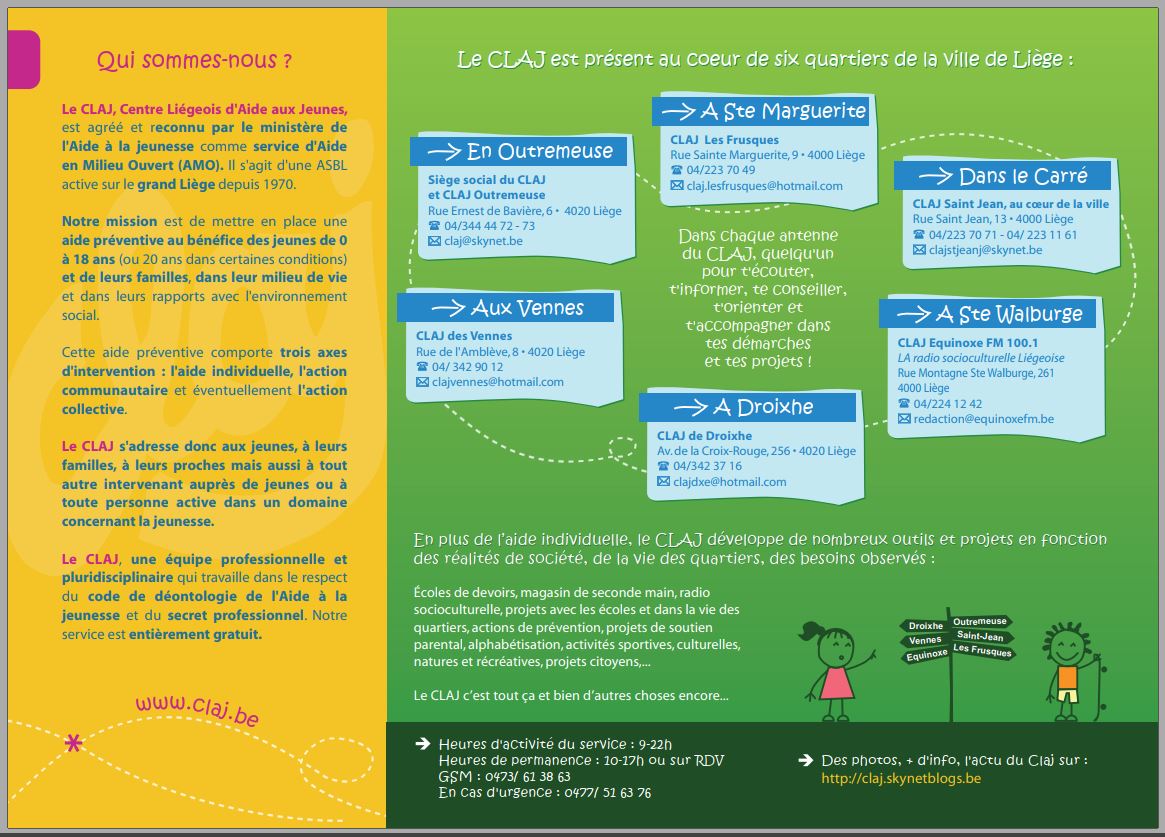 Qui sommes-nous ?
Le CLAJ, Centre Liégeois d'Aide aux Jeunes,
est agréé et reconnu par le ministère de
l'Aide à la jeunesse comme service d'Aide
en Milieu Ouvert (AMO). Il s'agit d'une ASBL
active sur le grand Liège depuis 1970.
Notre mission est de mettre en place une
aide préventive au bénéfice des jeunes de 0
à 18 ans (ou 20 ans dans certaines conditions)
et de leurs familles, dans leur milieu de vie
et dans leurs rapports avec l'environnement
social.
Cette aide préventive comporte trois axes
d'intervention : l'aide individuelle, l'action
communautaire et éventuellement l'action
collective.
Le CLAJ s'adresse donc aux jeunes, à leurs
familles, à leurs proches mais aussi à tout
autre intervenant auprès de jeunes ou à
toute personne active dans un domaine
concernant la jeunesse.
Le CLAJ, une équipe professionnelle et
pluridisciplinaire qui travaille dans le respect
du code de déontologie de l'Aide à la
jeunesse et du secret professionnel. Notre
service est entièrement gratuit.
www.claj.be
Le CLAJ est présent au coeur de six quartiers de la ville de Liège :
En Outremeuse
Siège social du CLAJ
et CLAJ Outremeuse
Rue Ernest de Bavière, 6 • 4020 Liège
04/344 44 72 - 73
claj@skynet.be
A Ste Marguerite
CLAJ Les Frusques
Rue Sainte Marguerite, 9 • 4000 Liège
04/223 70 49
claj.lesfrusques@hotmail.com
Dans le Carré
CLAJ Saint Jean, au cœur de la ville
Rue Saint Jean, 13 • 4000 Liège
04/223 70 71 - 04/ 223 11 61
clajstjeanj@skynet.be
Dans chaque antenne
du CLAJ, quelqu'un
pour t'écouter,
t'informer, te conseiller,
t'orienter et
t'accompagner dans
tes démarches
et tes projets !
Aux Vennes
CLAJ des Vennes
Rue de l'Amblève, 8 • 4020 Liège
04/ 342 90 12
clajvennes@hotmail.com
A Ste Walburge
CLAJ Equinoxe FM 100.1
LA radio socioculturelle Liégeoise
Rue Montagne Ste Walburge, 261
4000 Liège
04/224 12 42
redaction@equinoxefm.be
A Droixhe
CLAJ de Droixhe
Av. de la Croix-Rouge, 256 • 4020 Liège
04/342 37 16
clajdxe@hotmail.com
En plus de l'aide individuelle, le CLAJ développe de nombreux outils et projets en fonction
des réalités de société, de la vie des quartiers, des besoins observés :
Écoles de devoirs, magasin de seconde main, radio
socioculturelle, projets avec les écoles et dans la vie des
quartiers, actions de prévention, projets de soutien
parental, alphabétisation, activités sportives, culturelles,
natures et récréatives, projets citoyens,...
Le CLAJ c'est tout ça et bien d'autres choses encore...
Droixhe
Outremeuse
Vennes
Saint-Jean
Equinoxe
Les Frusques
Heures d'activité du service : 9-22h
Heures de permanence : 10-17h ou sur RDV
GSM : 0473/ 61 38 63
En cas d'urgence : 0477/ 51 63 76
Des photos, + d'info, l'actu du Claj sur :
http://claj.skynetblogs.be